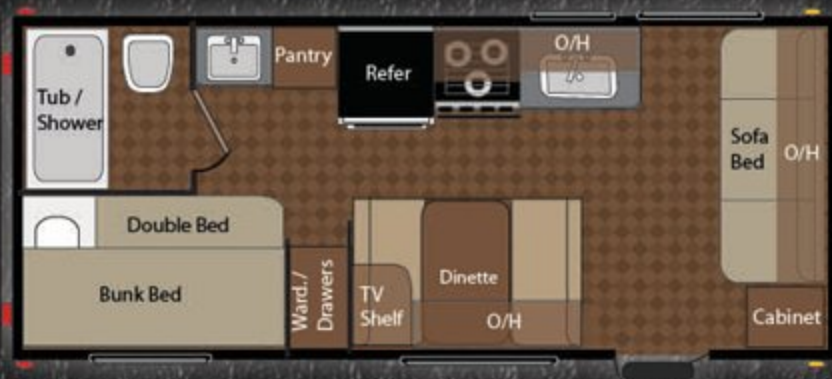 Tub /
Shower
Pantry
Refer
O/H
Sofa
Bed
O/H
Double Bed
Bunk Bed
Ward./
Drawers
TV
Shelf
Dinette
O/H
Cabinet